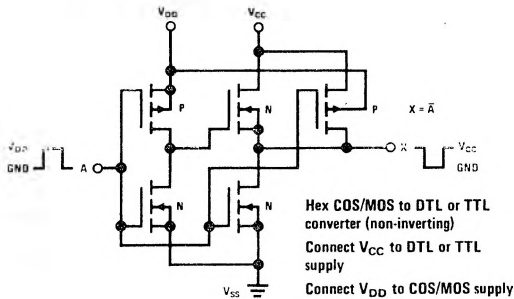 VDD VCC
P N P X = A̅
VDD
GND A X VCC
GND
N N
Hex COS/MOS to DTL or TTL
converter (non-inverting)
Connect VCC to DTL or TTL
supply
VSS
Connect VDD to COS/MOS supply